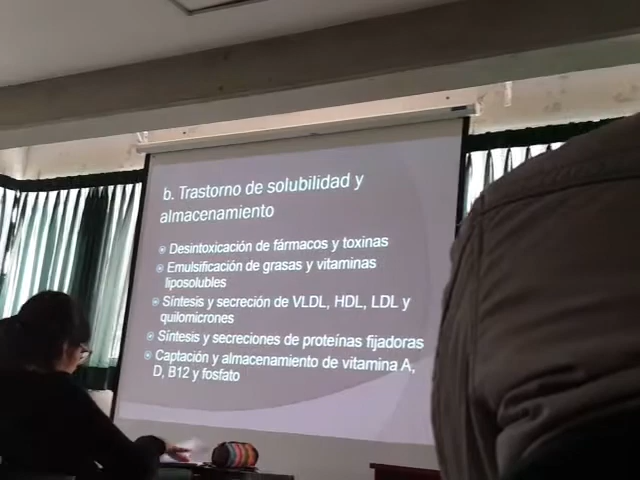 b. Trastorno de solubilidad y
almacenamiento
Desintoxicación de fármacos y toxinas
Emulsificación de grasas y vitaminas
liposolubles
Síntesis y secreción de VLDL, HDL, LDL y
quilomicrones
Síntesis y secreciones de proteínas fijadoras
Captación y almacenamiento de vitamina A,
D, B12 y fosfato